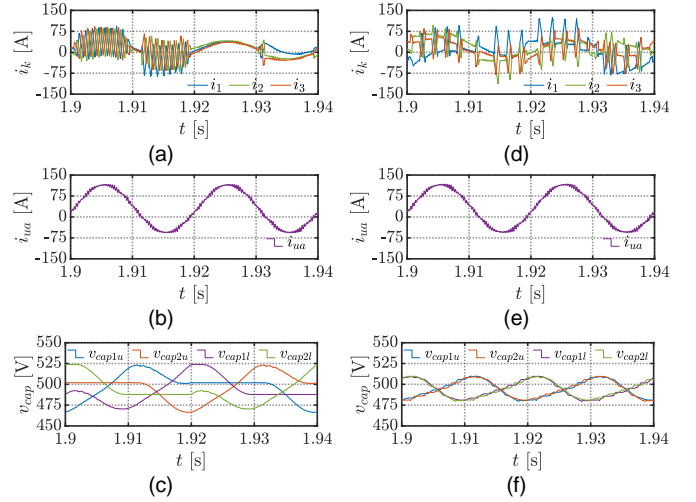 150
75
0
-75
-150
i_k [A]
i_1 i_2 i_3
1.9 1.91 1.92 1.93 1.94
t [s]
(a)
150
75
0
-75
-150
i_k [A]
i_1 i_2 i_3
1.9 1.91 1.92 1.93 1.94
t [s]
(d)
150
75
0
-75
-150
i_ua [A]
i_ua
1.9 1.91 1.92 1.93 1.94
t [s]
(b)
150
75
0
-75
-150
i_ua [A]
i_ua
1.9 1.91 1.92 1.93 1.94
t [s]
(e)
550
525
500
475
450
v_cap [V]
v_cap1u v_cap2u v_cap1l v_cap2l
1.9 1.91 1.92 1.93 1.94
t [s]
(c)
550
525
500
475
450
v_cap [V]
v_cap1u v_cap2u v_cap1l v_cap2l
1.9 1.91 1.92 1.93 1.94
t [s]
(f)